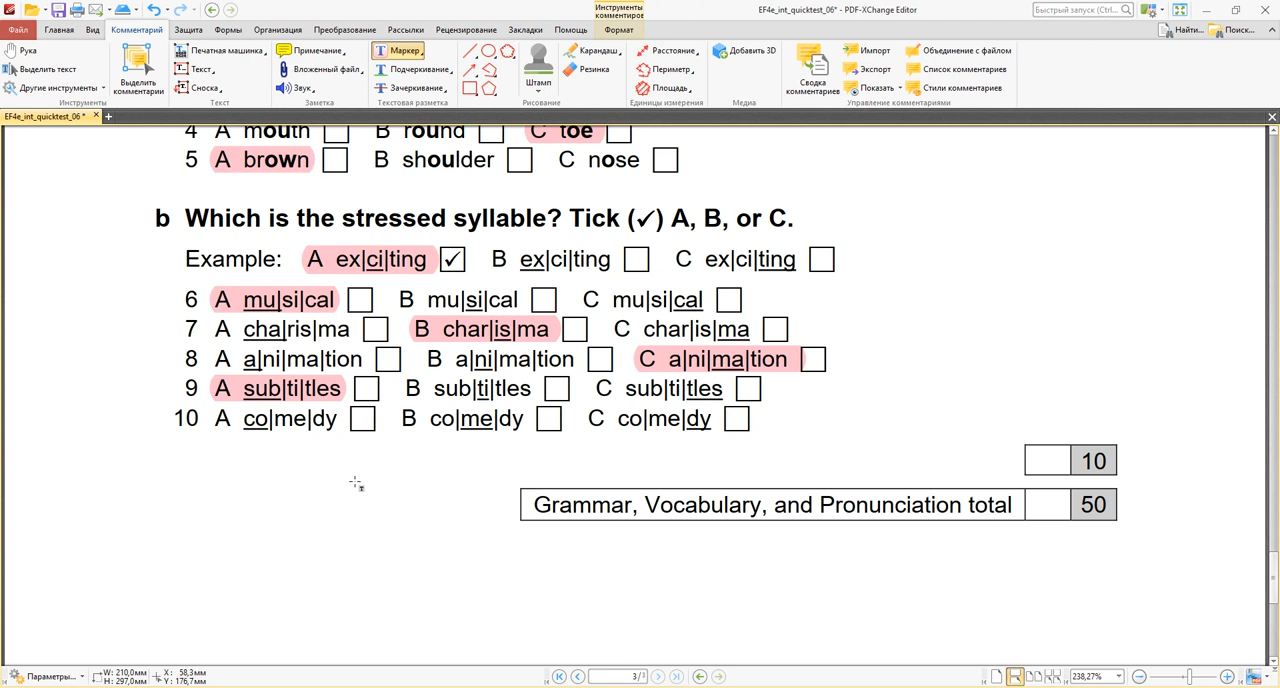 Инструменты комментиров
EF4e_int_quicktest_06* - PDF-XChange Editor
Быстрый запуск (Ctrl...
Файл Главная Вид Комментарий Защита Формы Организация Преобразование Рассылки Рецензирование Закладки Помощь Формат Найти... Поиск...
Рука
Выделить текст
Другие инструменты
Инструменты
Выделить комментарии
Печатная машинка
Текст
Сноска
Текст
Примечание
Вложенный файл
Звук
Заметка
Маркер
Подчеркивание
Зачеркивание
Текстовая разметка
Штамп
Карандаш
Резинка
Рисование
Расстояние
Периметр
Площадь
Единицы измерения
Добавить 3D
Медиа
Сводка комментариев
Импорт
Экспорт
Показать
Объединение с файлом
Список комментариев
Стили комментариев
Управление комментариями
EF4e_int_quicktest_06 *
4 A mouth B round C toe
5 A brown B shoulder C nose
b Which is the stressed syllable? Tick (✓) A, B, or C.
Example: A ex|ci|ting ✓ B ex|ci|ting C ex|ci|ting
6 A mu|si|cal B mu|si|cal C mu|si|cal
7 A cha|ris|ma B char|is|ma C char|is|ma
8 A a|ni|ma|tion B a|ni|ma|tion C a|ni|ma|tion
9 A sub|ti|tles B sub|ti|tles C sub|ti|tles
10 A co|me|dy B co|me|dy C co|me|dy
10
Grammar, Vocabulary, and Pronunciation total 50
Параметры...
W: 210,0мм
H: 297,0мм
X: 58,3мм
Y: 176,7мм
3/3
238,27%